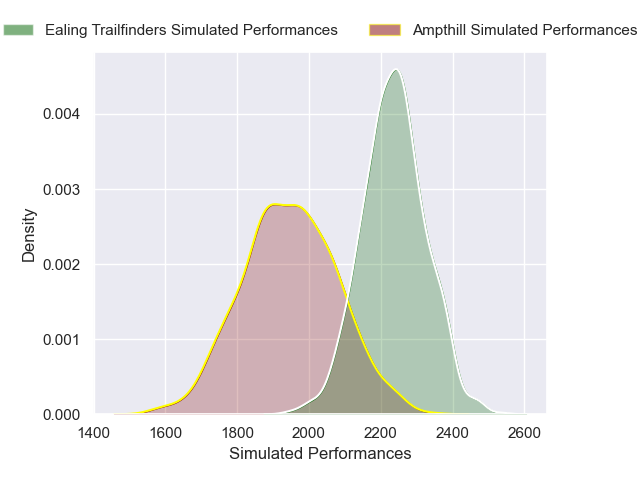 Ealing Trailfinders Simulated Performances
Ampthill Simulated Performances
0.004
0.003
0.002
0.001
0.000
Density
1400 1600 1800 2000 2200 2400 2600
Simulated Performances